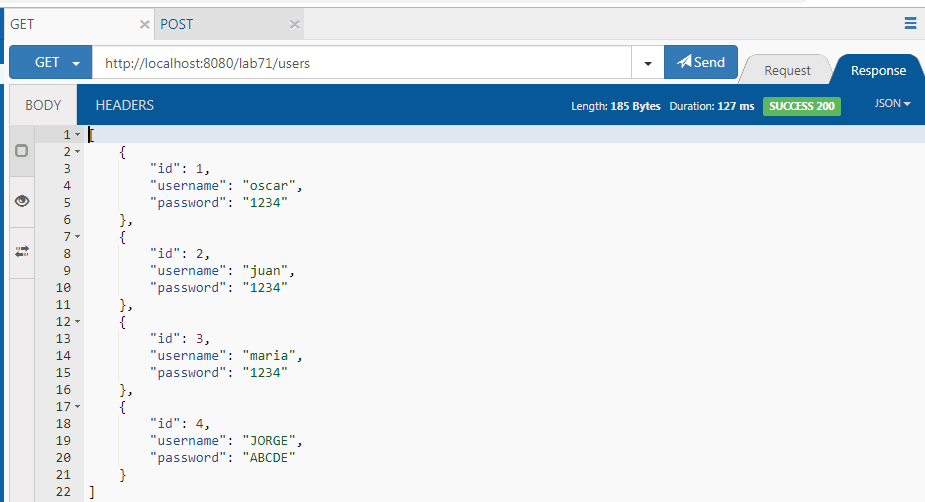 GET POST
GET http://localhost:8080/lab71/users Send Request Response
BODY HEADERS Length: 185 Bytes Duration: 127 ms SUCCESS 200 JSON
1 [
2 {
3 "id": 1,
4 "username": "oscar",
5 "password": "1234"
6 },
7 {
8 "id": 2,
9 "username": "juan",
10 "password": "1234"
11 },
12 {
13 "id": 3,
14 "username": "maria",
15 "password": "1234"
16 },
17 {
18 "id": 4,
19 "username": "JORGE",
20 "password": "ABCDE"
21 }
22 ]